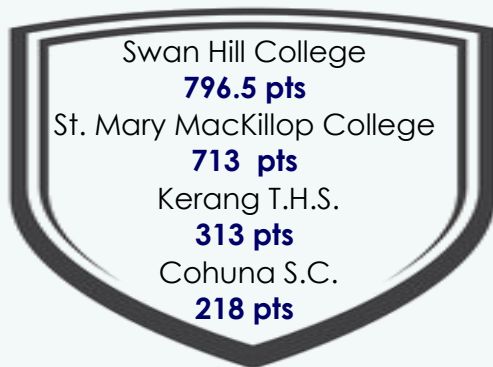 Swan Hill College
796.5 pts
St. Mary MacKillop College
713 pts
Kerang T.H.S.
313 pts
Cohuna S.C.
218 pts